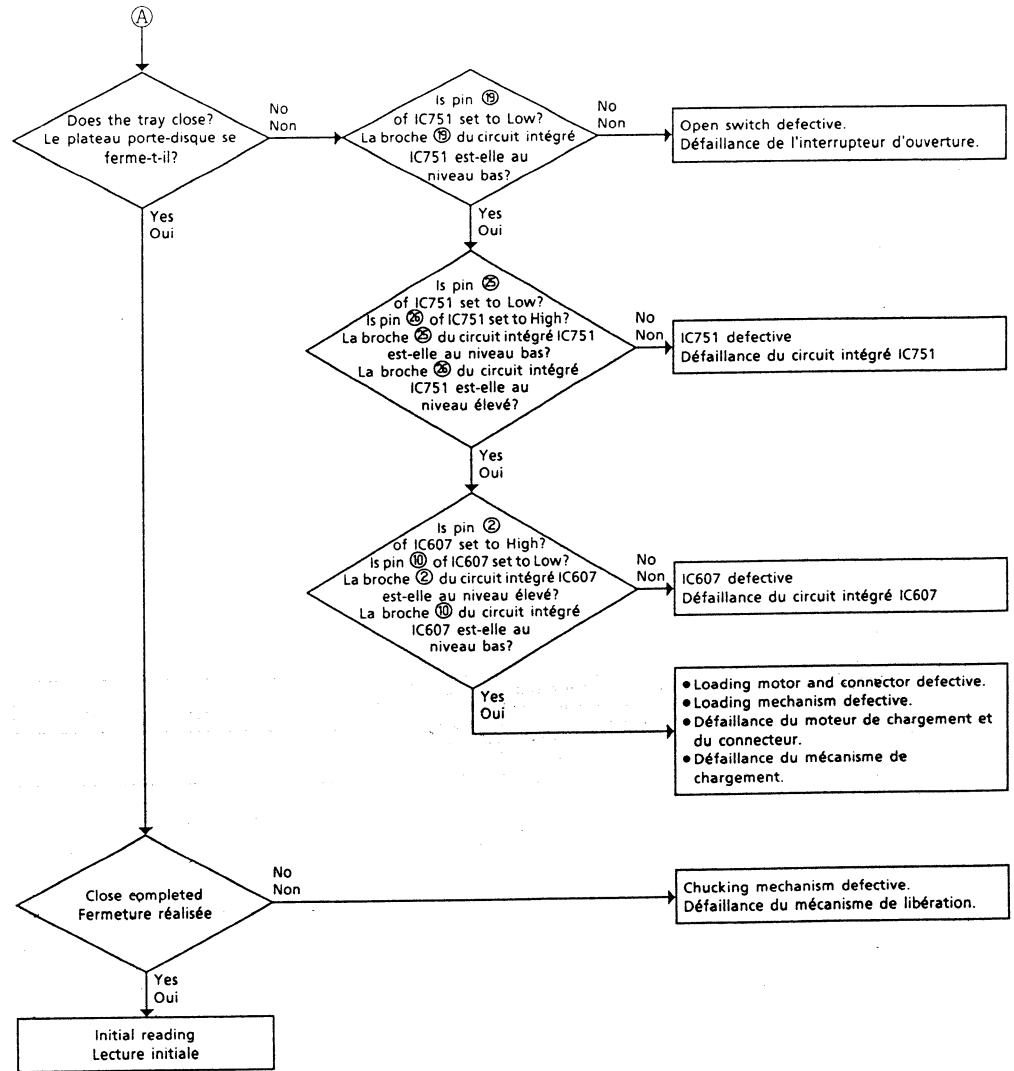 Ⓐ
Does the tray close?
Le plateau porte-disque se
ferme-t-il?
No
Non
Is pin ⑲
of IC751 set to Low?
La broche ⑲ du circuit intégré
IC751 est-elle au
niveau bas?
No
Non
Open switch defective.
Défaillance de l'interrupteur d'ouverture.
Yes
Oui
Yes
Oui
Is pin ㉕
of IC751 set to Low?
Is pin ㉖ of IC751 set to High?
La broche ㉕ du circuit intégré IC751
est-elle au niveau bas?
La broche ㉖ du circuit intégré
IC751 est-elle au
niveau élevé?
No
Non
IC751 defective
Défaillance du circuit intégré IC751
Yes
Oui
Is pin ②
of IC607 set to High?
Is pin ⑩ of IC607 set to Low?
La broche ② du circuit intégré IC607
est-elle au niveau élevé?
La broche ⑩ du circuit intégré
IC607 est-elle au
niveau bas?
No
Non
IC607 defective
Défaillance du circuit intégré IC607
Yes
Oui
● Loading motor and connector defective.
● Loading mechanism defective.
● Défaillance du moteur de chargement et
du connecteur.
● Défaillance du mécanisme de
chargement.
Close completed
Fermeture réalisée
No
Non
Chucking mechanism defective.
Défaillance du mécanisme de libération.
Yes
Oui
Initial reading
Lecture initiale